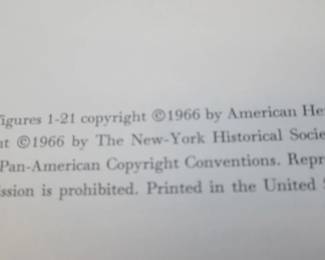 igures 1-21 copyright ©1966 by American He
t ©1966 by The New-York Historical Socie
Pan-American Copyright Conventions. Repr
ssion is prohibited. Printed in the United